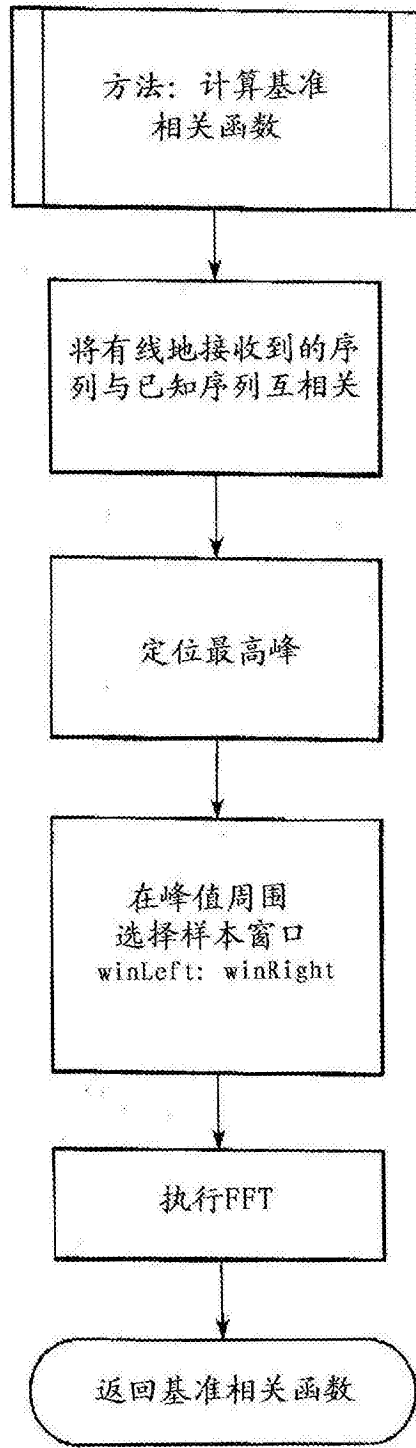 方法: 计算基准
相关函数
将有线地接收到的序
列与已知序列互相关
定位最高峰
在峰值周围
选择样本窗口
winLeft: winRight
执行FFT
返回基准相关函数